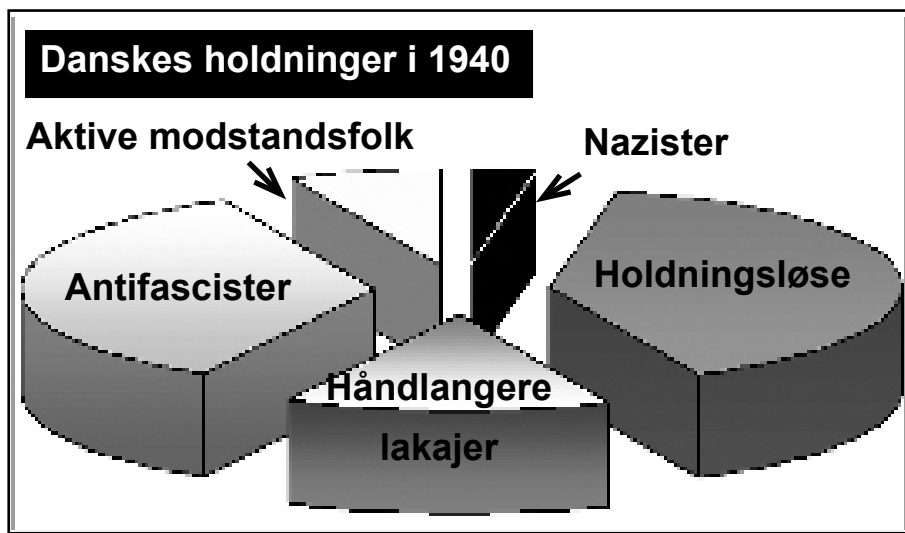 Danskes holdninger i 1940
Aktive modstandsfolk
Nazister
Antifascister
Holdningsløse
Håndlangere
lakajer